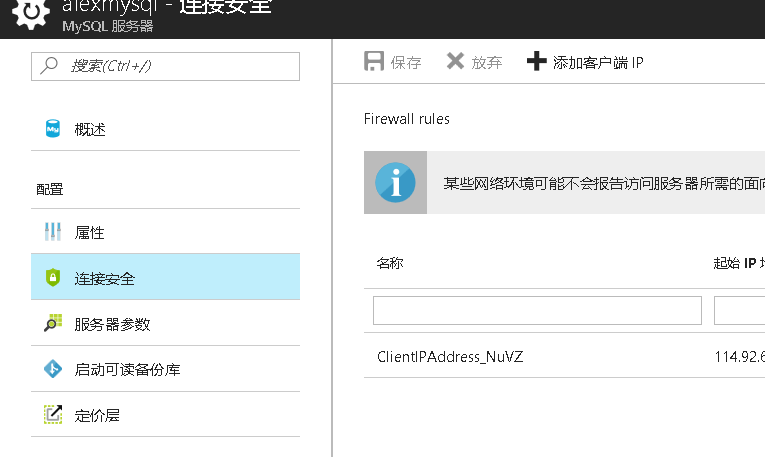 alexmysql - 连接安全
MySQL 服务器
搜索(Ctrl+/)
概述
配置
属性
连接安全
服务器参数
启动可读备份库
定价层
保存 放弃 添加客户端 IP
Firewall rules
某些网络环境可能不会报告访问服务器所需的面向
名称 起始 IP 地
ClientIPAddress_NuVZ 114.92.6